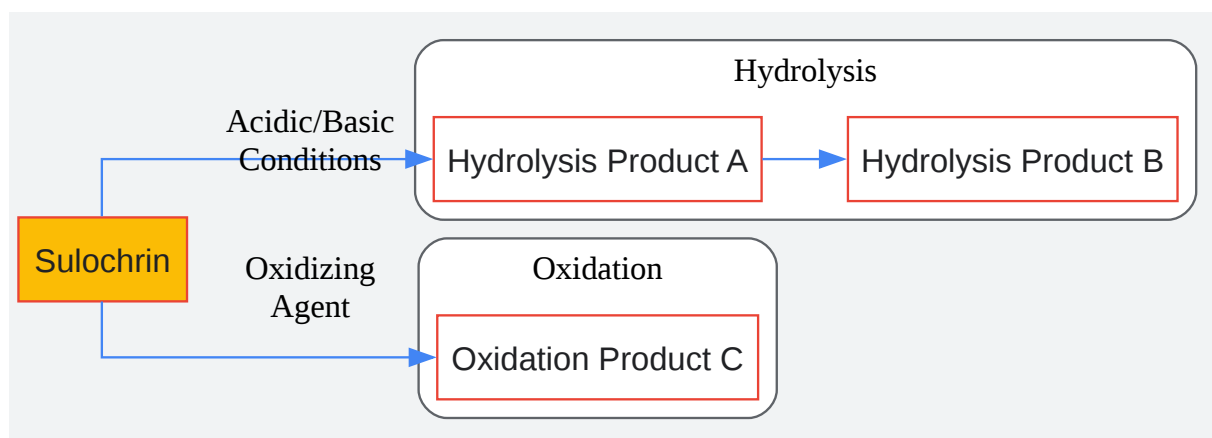 Hydrolysis
Acidic/Basic
Conditions
Hydrolysis Product A
Hydrolysis Product B
Sulochrin
Oxidizing
Agent
Oxidation
Oxidation Product C